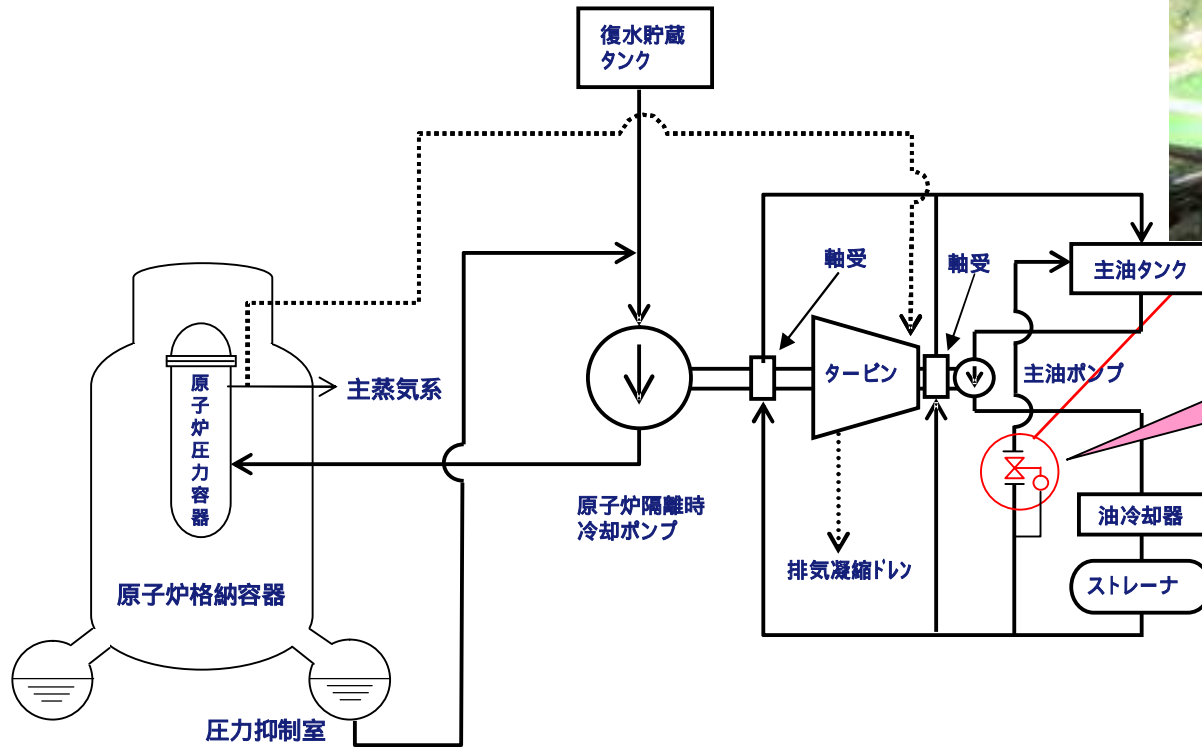 復水貯蔵
タンク
軸受
軸受
主油タンク
主蒸気系
原子炉圧力容器
タービン
主油ポンプ
原子炉隔離時
冷却ポンプ
油冷却器
排気凝縮ドレン
ストレーナ
原子炉格納容器
圧力抑制室